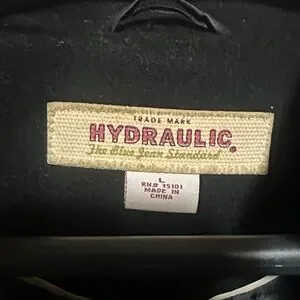 TRADE MARK
HYDRAULIC®
The Blue Jean Standard
L
RN# 15101
MADE IN
CHINA